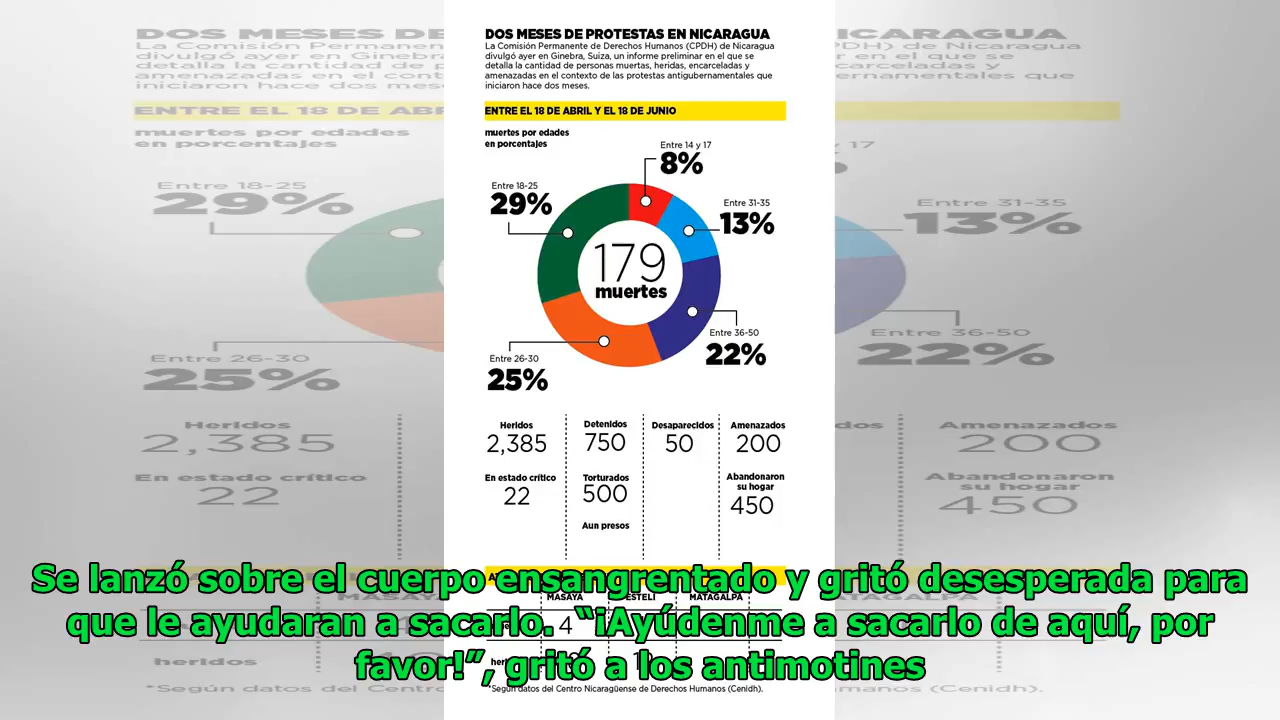 DOS MESES DE PROTESTAS EN NICARAGUA
La Comisión Permanente de Derechos Humanos (CPDH) de Nicaragua
divulgó ayer en Ginebra, Suiza, un informe preliminar en el que se
detalla la cantidad de personas muertas, heridas, encarceladas y
amenazadas en el contexto de las protestas antigubernamentales que
iniciaron hace dos meses.
ENTRE EL 18 DE ABRIL Y EL 18 DE JUNIO
muertes por edades
en porcentajes
Entre 14 y 17
8%
Entre 18-25
29%
Entre 31-35
13%
179
muertes
Entre 36-50
22%
Entre 26-30
25%
Heridos
2,385
Detenidos
750
Desaparecidos
50
Amenazados
200
En estado crítico
22
Torturados
500
Abandonaron
su hogar
450
Aun presos
MASAYA
ESTELÍ
MATAGALPA
4
Se lanzó sobre el cuerpo ensangrentado y gritó desesperada para
que le ayudaran a sacarlo. “¡Ayúdenme a sacarlo de aquí, por
favor!”, gritó a los antimotines
*Según datos del Centro Nicaragüense de Derechos Humanos (Cenidh).